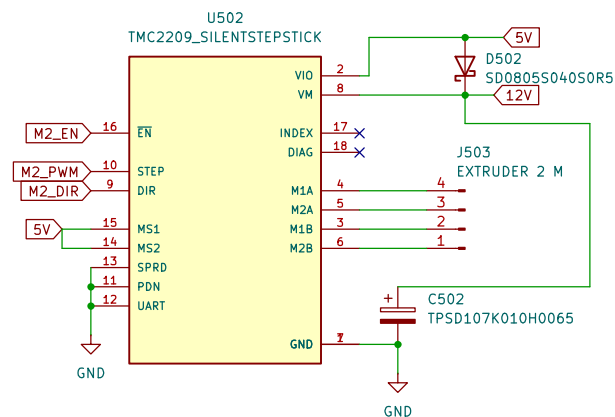 U502
TMC2209_SILENTSTEPSTICK
5V
D502
SD0805S040S0R5
12V
VIO 2
VM 8
M2_EN 16 EN
INDEX 17
DIAG 18
M2_PWM 10 STEP
M2_DIR 9 DIR
J503
EXTRUDER 2 M
M1A 4 4
M2A 5 3
M1B 3 2
M2B 6 1
5V 15 MS1
14 MS2
13 SPRD
11 PDN
12 UART
C502
TPSD107K010H0065
+
GND
GND
GND